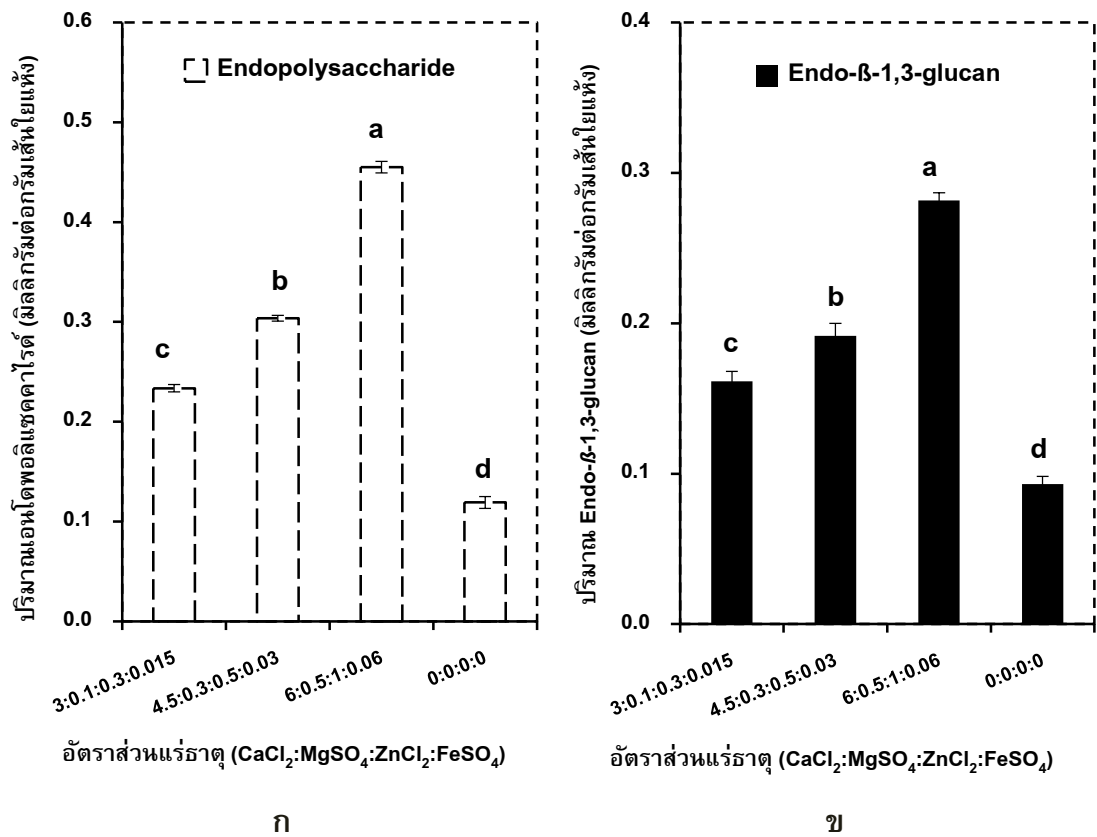 ปริมาณเอนโดพอลิแซคคาไรด์ (มิลลิกรัมต่อกรัมเส้นใยแห้ง)
0.6
0.5
0.4
0.3
0.2
0.1
0.0
Endopolysaccharide
c
b
a
d
3:0.1:0.3:0.015
4.5:0.3:0.5:0.03
6:0.5:1:0.06
0:0:0:0
อัตราส่วนแร่ธาตุ (CaCl₂:MgSO₄:ZnCl₂:FeSO₄)
ก
ปริมาณ Endo-ß-1,3-glucan (มิลลิกรัมต่อกรัมเส้นใยแห้ง)
0.4
0.3
0.2
0.1
0.0
Endo-ß-1,3-glucan
c
b
a
d
3:0.1:0.3:0.015
4.5:0.3:0.5:0.03
6:0.5:1:0.06
0:0:0:0
อัตราส่วนแร่ธาตุ (CaCl₂:MgSO₄:ZnCl₂:FeSO₄)
ข